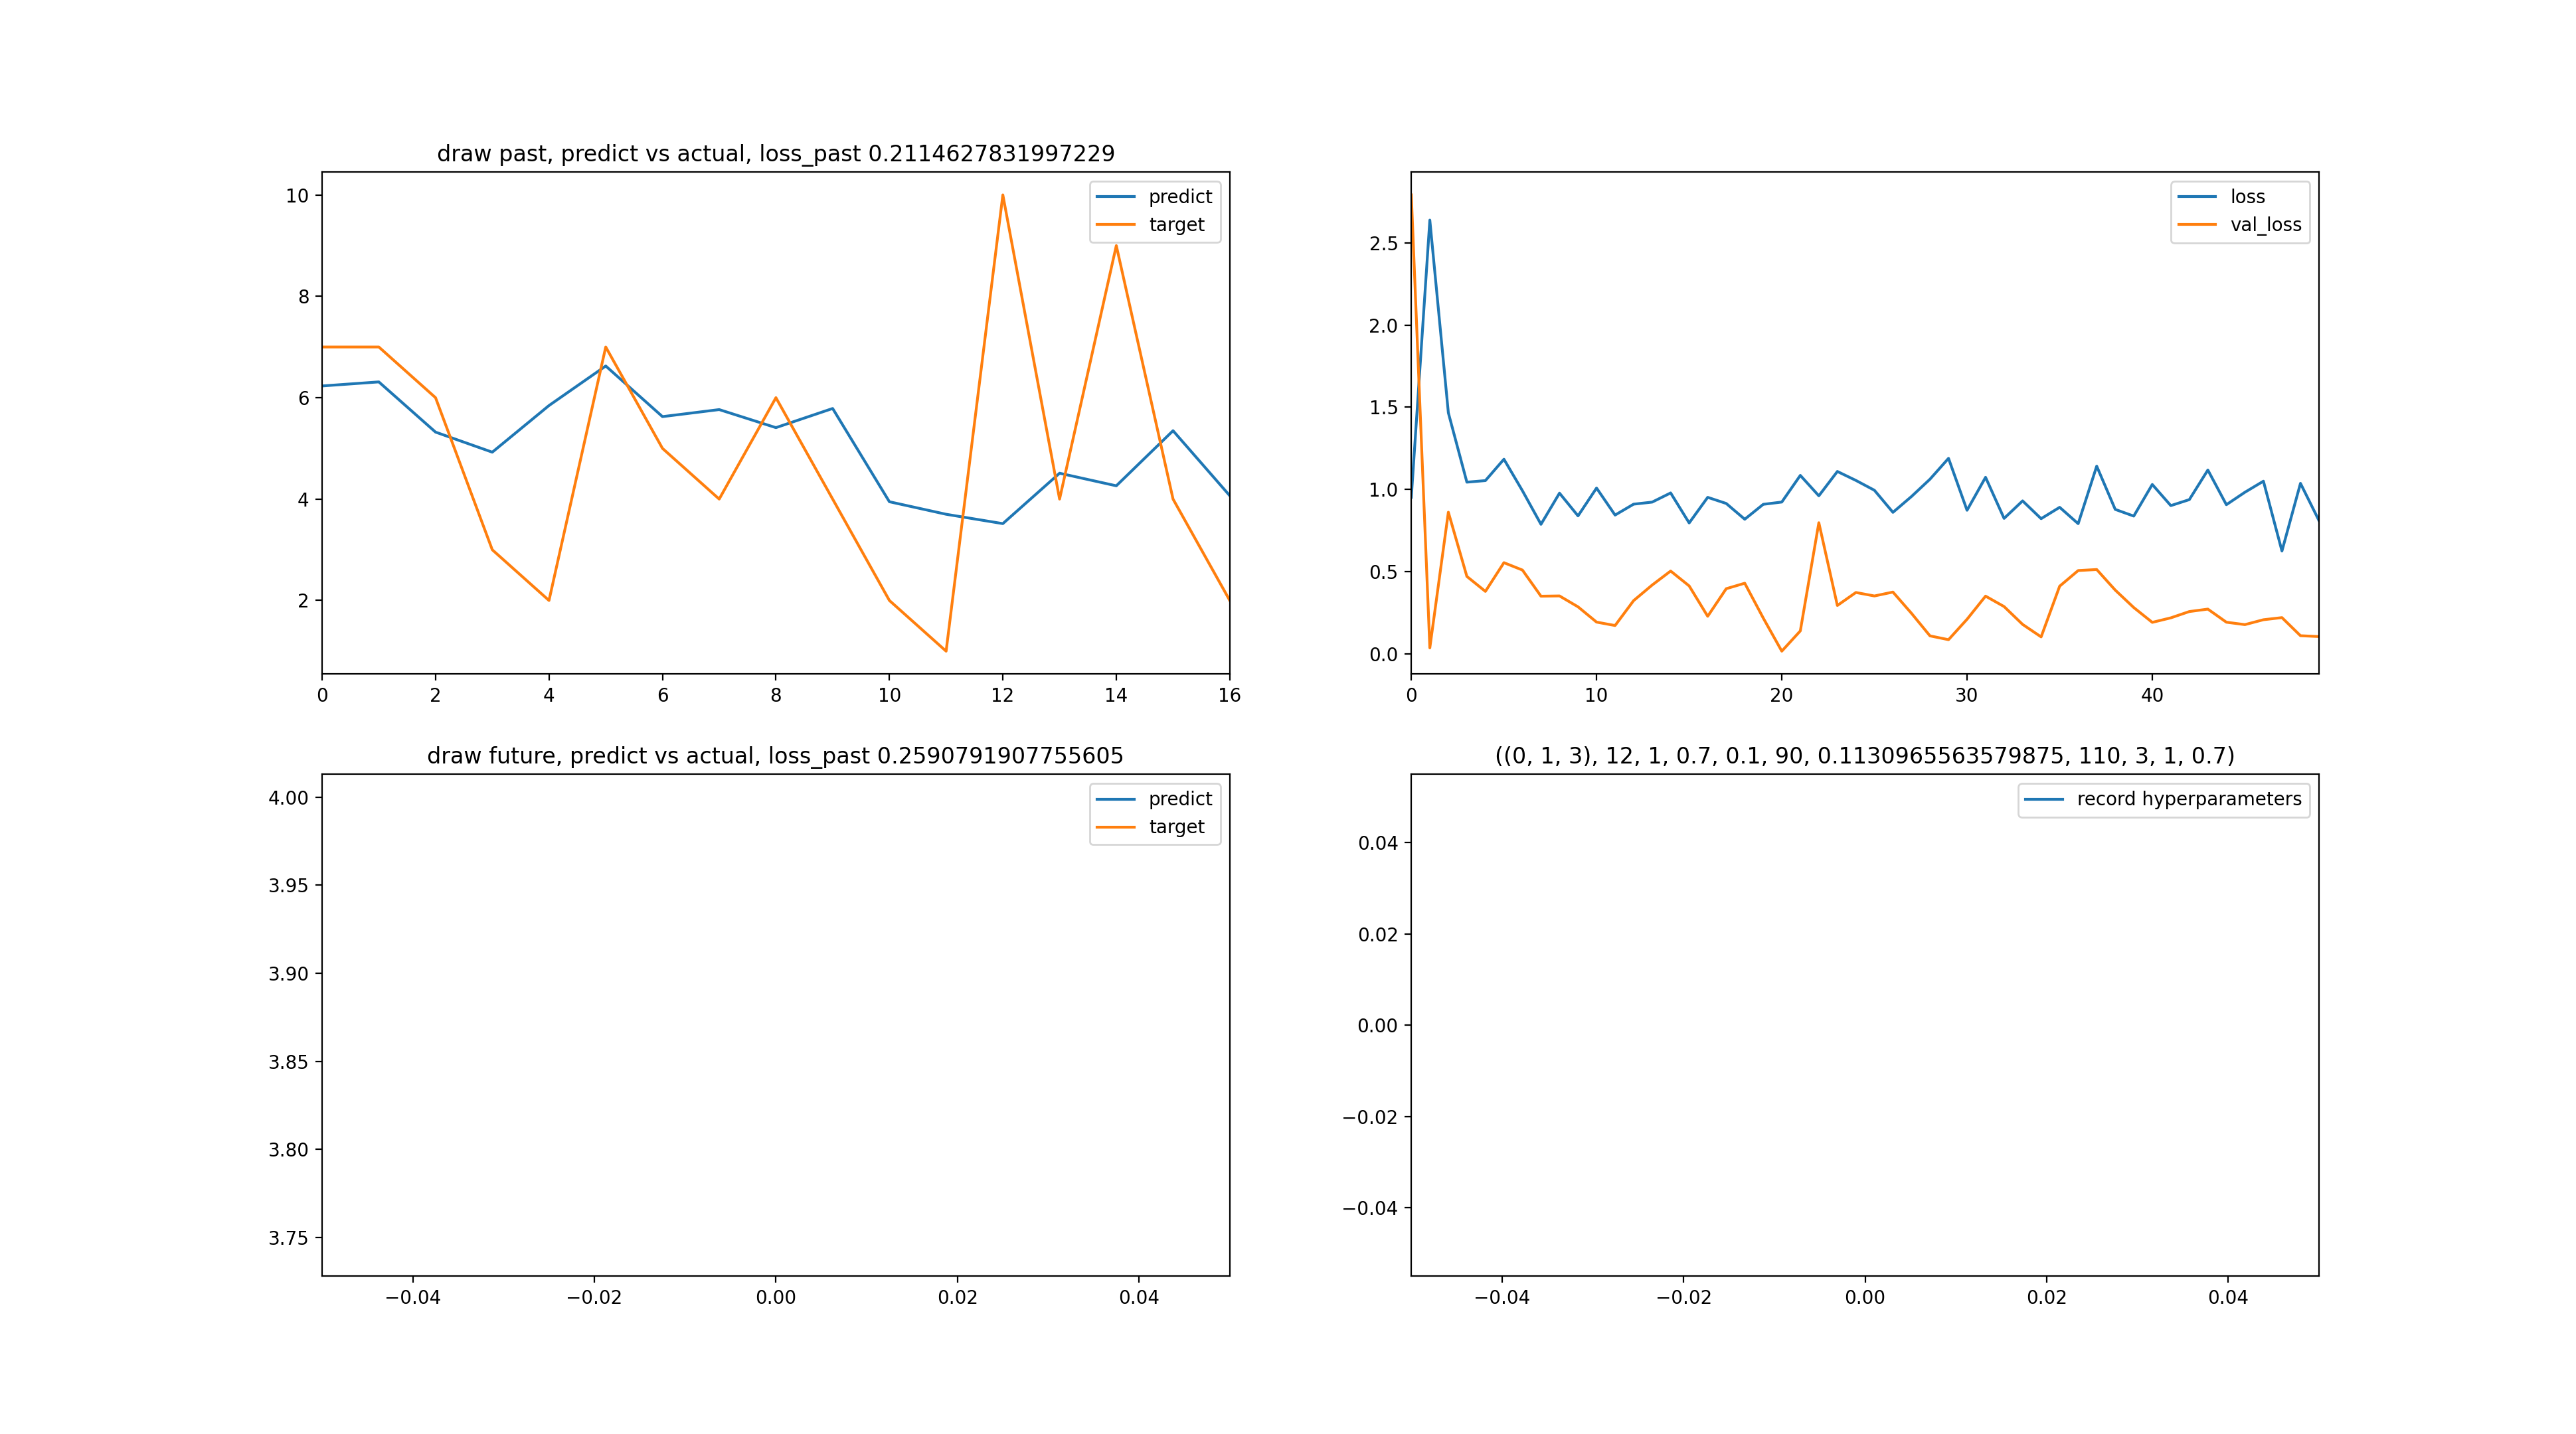 draw past, predict vs actual, loss_past 0.2114627831997229
predict
target
10
8
6
4
2
0 2 4 6 8 10 12 14 16
loss
val_loss
2.5
2.0
1.5
1.0
0.5
0.0
0 10 20 30 40
draw future, predict vs actual, loss_past 0.2590791907755605
predict
target
4.00
3.95
3.90
3.85
3.80
3.75
−0.04 −0.02 0.00 0.02 0.04
((0, 1, 3), 12, 1, 0.7, 0.1, 90, 0.1130965563579875, 110, 3, 1, 0.7)
record hyperparameters
0.04
0.02
0.00
−0.02
−0.04
−0.04 −0.02 0.00 0.02 0.04